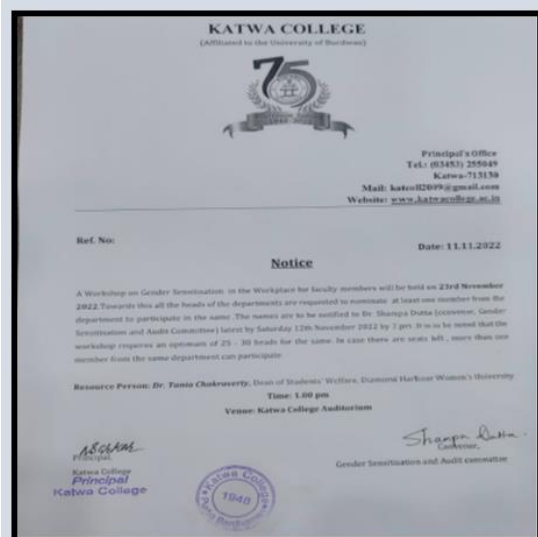 KATWA COLLEGE
(Affiliated to the University of Burdwan)
75
Principal's Office
Tel.: (03453) 255049
Katwa-713130
Mail: katcoll2009@gmail.com
Website: www.katwacollege.ac.in
Ref. No:
Date: 11.11.2022
Notice
A Workshop on Gender Sensitisation in the Workplace for faculty members will be held on 23rd November
2022.Towards this all the heads of the departments are requested to nominate at least one member from the
department to participate in the same .The names are to be notified to Dr. Shampa Dutta (convenor, Gender
Sensitisation and Audit Committee) latest by Saturday 12th November 2022 by 7 pm. It is to be noted that the
workshop requires an optimum of 25 - 30 heads for the same. In case there are seats left , more than one
member from the same department can participate
Resource Person: Dr. Tania Chakraverty, Dean of Students' Welfare, Diamond Harbour Women's University
Time: 1.00 pm
Venue: Katwa College Auditorium
Shampa Dutta
Principal
Convenor,
Katwa College
Gender Sensitisation and Audit committee
Principal
Katwa College
Katwa College
1948